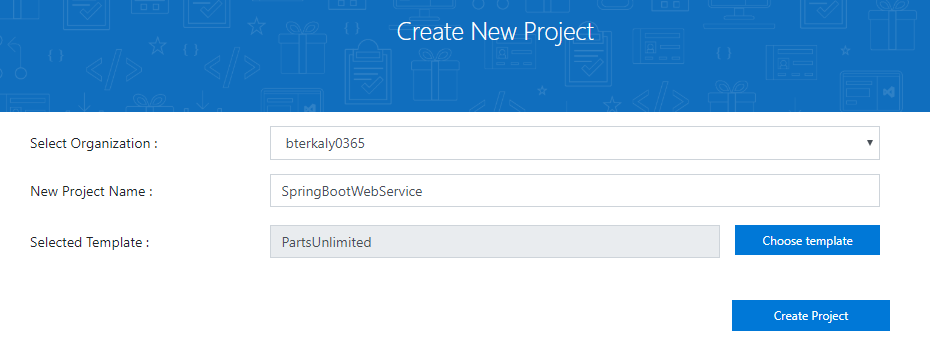 Create New Project
Select Organization : bterkaly0365
New Project Name : SpringBootWebService
Selected Template : PartsUnlimited Choose template
Create Project